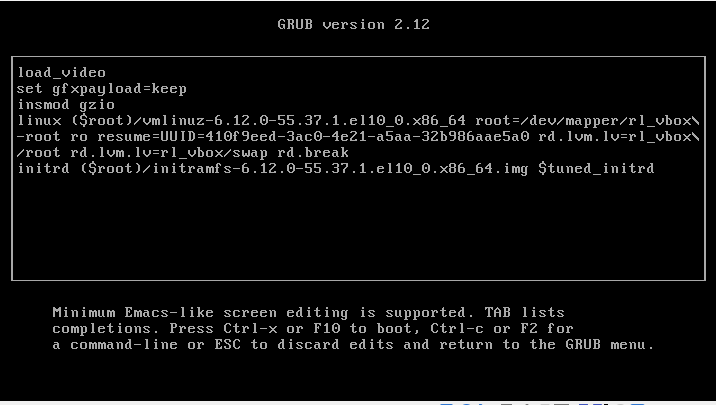 GRUB version 2.12
load_video
set gfxpayload=keep
insmod gzio
linux ($root)/vmlinuz-6.12.0-55.37.1.el10_0.x86_64 root=/dev/mapper/rl_vbox\
-root ro resume=UUID=410f9eed-3ac0-4e21-a5aa-32b986aae5a0 rd.lvm.lv=rl_vbox\
/root rd.lvm.lv=rl_vbox/swap rd.break
initrd ($root)/initramfs-6.12.0-55.37.1.el10_0.x86_64.img $tuned_initrd
Minimum Emacs-like screen editing is supported. TAB lists
completions. Press Ctrl-x or F10 to boot, Ctrl-c or F2 for
a command-line or ESC to discard edits and return to the GRUB menu.